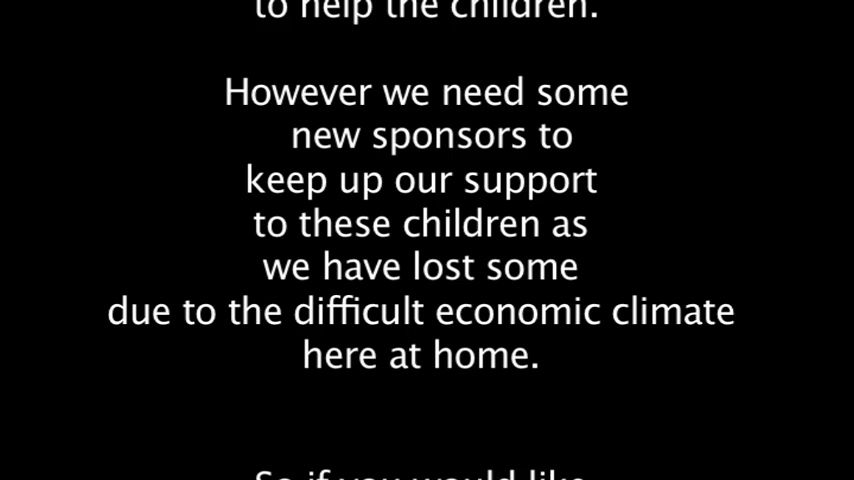 to help the children.
However we need some
new sponsors to
keep up our support
to these children as
we have lost some
due to the difficult economic climate
here at home.
So if you would like